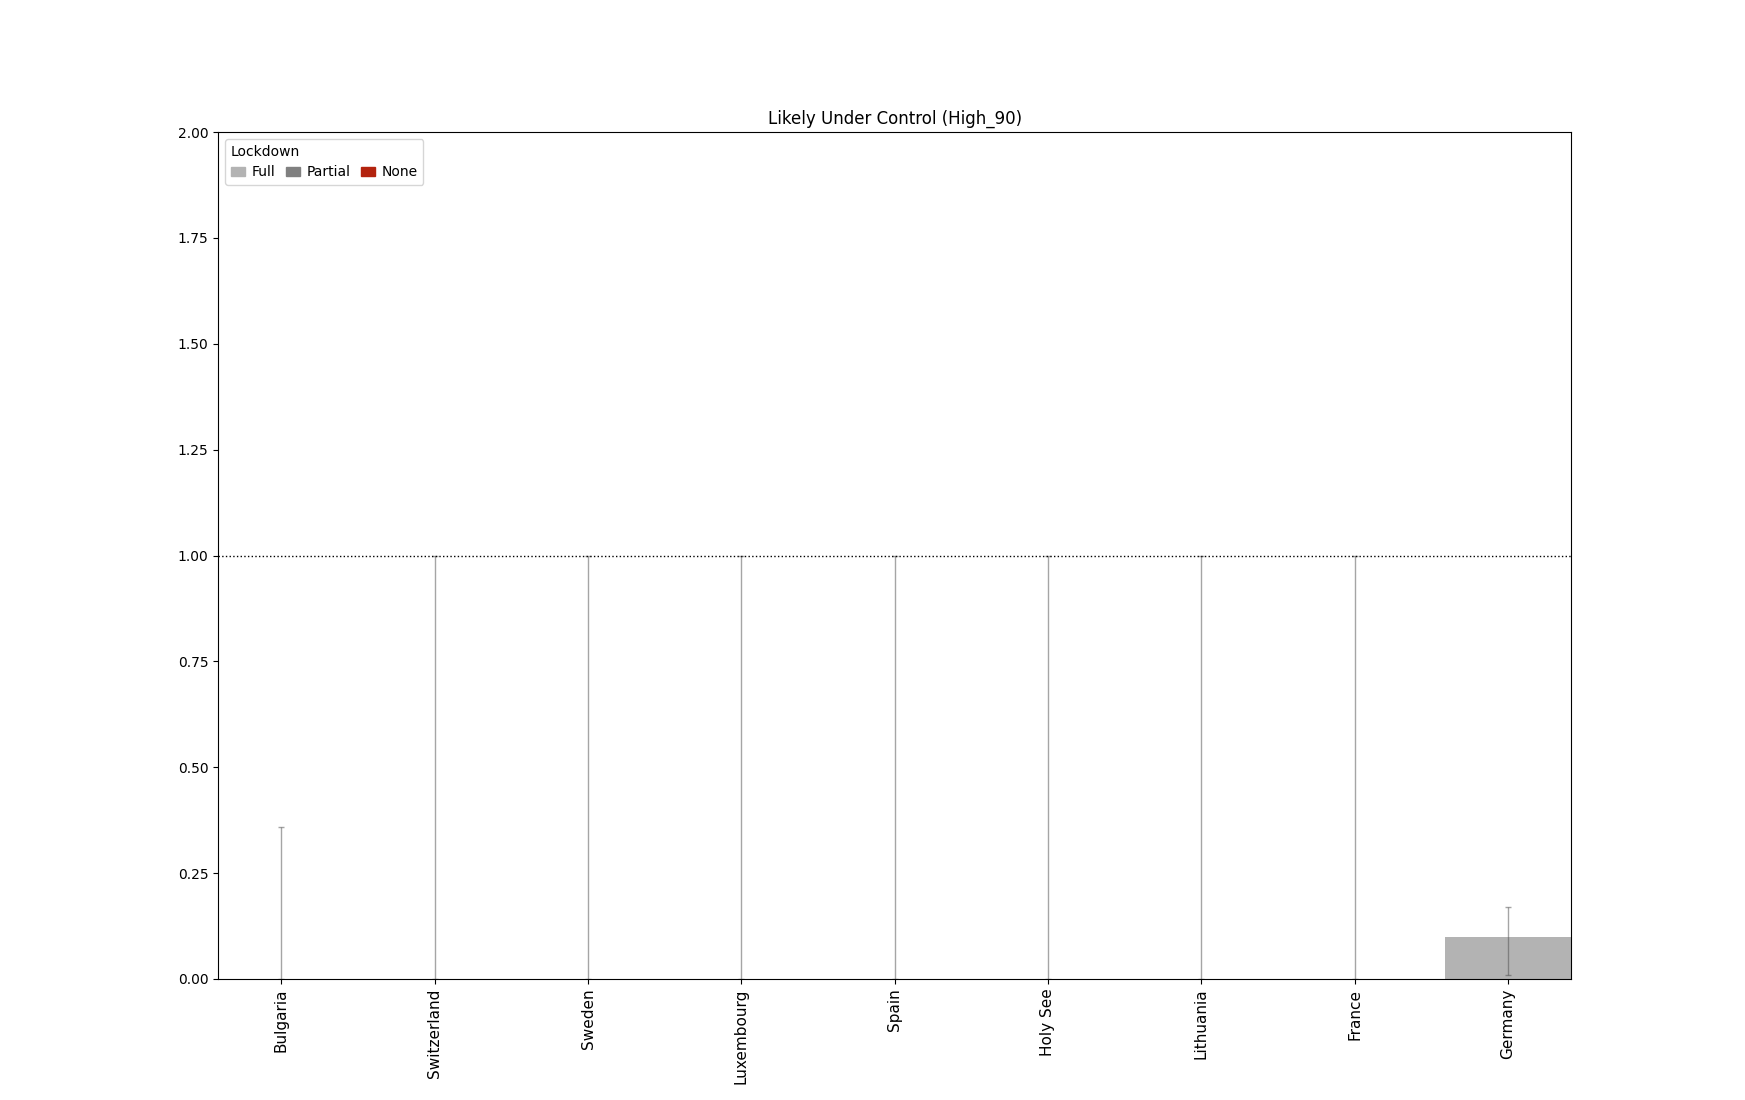 Likely Under Control (High_90)
Lockdown
Full Partial None
2.00
1.75
1.50
1.25
1.00
0.75
0.50
0.25
0.00
Bulgaria
Switzerland
Sweden
Luxembourg
Spain
Holy See
Lithuania
France
Germany